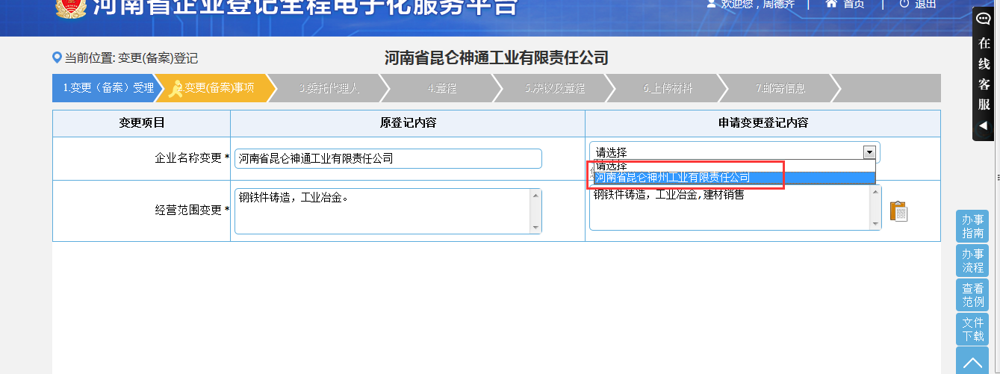 河南省企业登记全程电子化服务平台
欢迎您，周德齐 | 首页 | 退出
当前位置: 变更(备案)登记
河南省昆仑神通工业有限责任公司
1.变更（备案）受理
2.变更(备案)事项
3.委托代理人
4.章程
5.决议及章程
6.上传材料
7.邮寄信息
变更项目
原登记内容
申请变更登记内容
企业名称变更 *
河南省昆仑神通工业有限责任公司
请选择
请选择
河南省昆仑神州工业有限责任公司
经营范围变更 *
钢铁件铸造，工业冶金。
钢铁件铸造，工业冶金,建材销售
在线客服
办事
指南
办事
流程
查看
范例
文件
下载